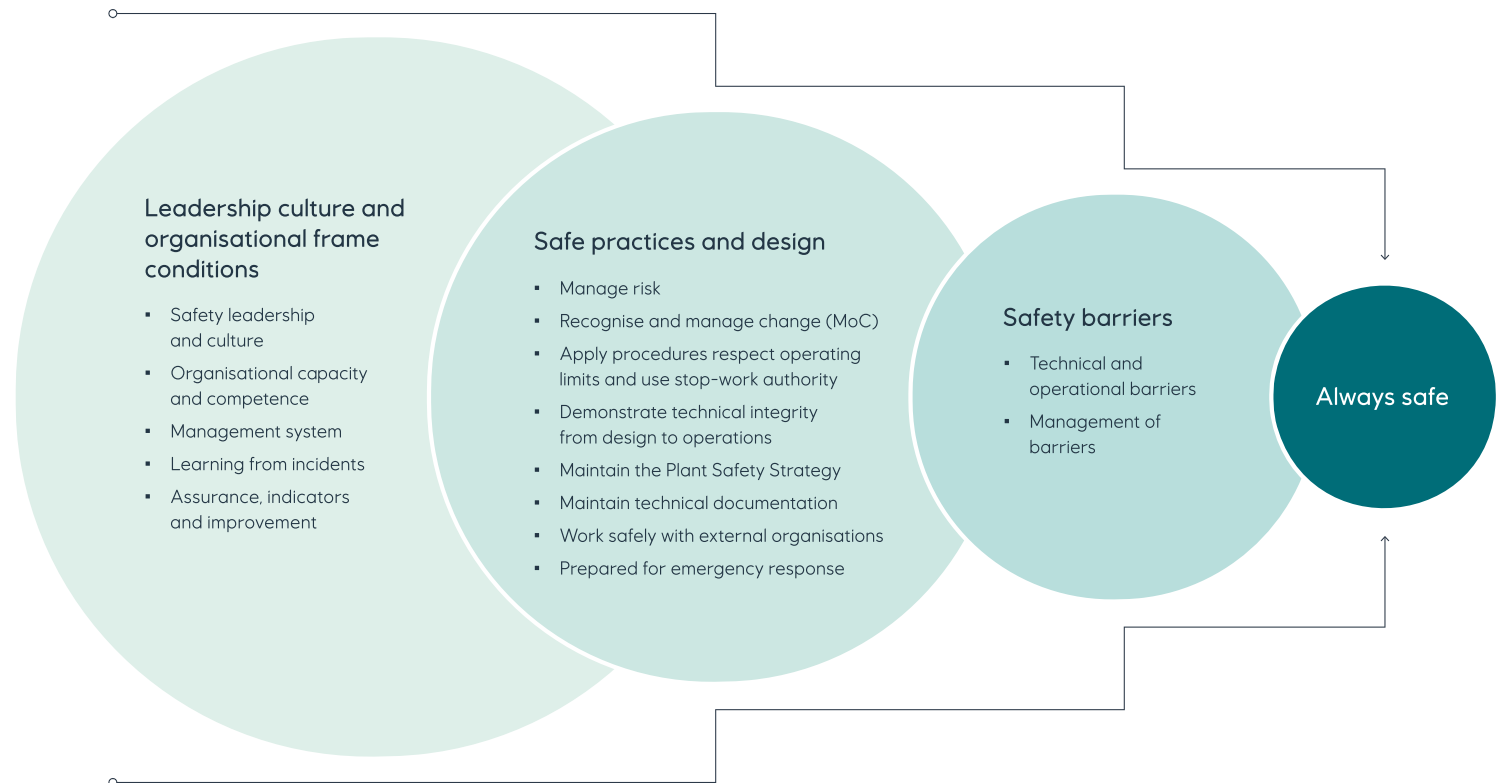 Leadership culture and
organisational frame
conditions
▪ Safety leadership
and culture
▪ Organisational capacity
and competence
▪ Management system
▪ Learning from incidents
▪ Assurance, indicators
and improvement
Safe practices and design
▪ Manage risk
▪ Recognise and manage change (MoC)
▪ Apply procedures respect operating
limits and use stop-work authority
▪ Demonstrate technical integrity
from design to operations
▪ Maintain the Plant Safety Strategy
▪ Maintain technical documentation
▪ Work safely with external organisations
▪ Prepared for emergency response
Safety barriers
▪ Technical and
operational barriers
▪ Management of
barriers
Always safe